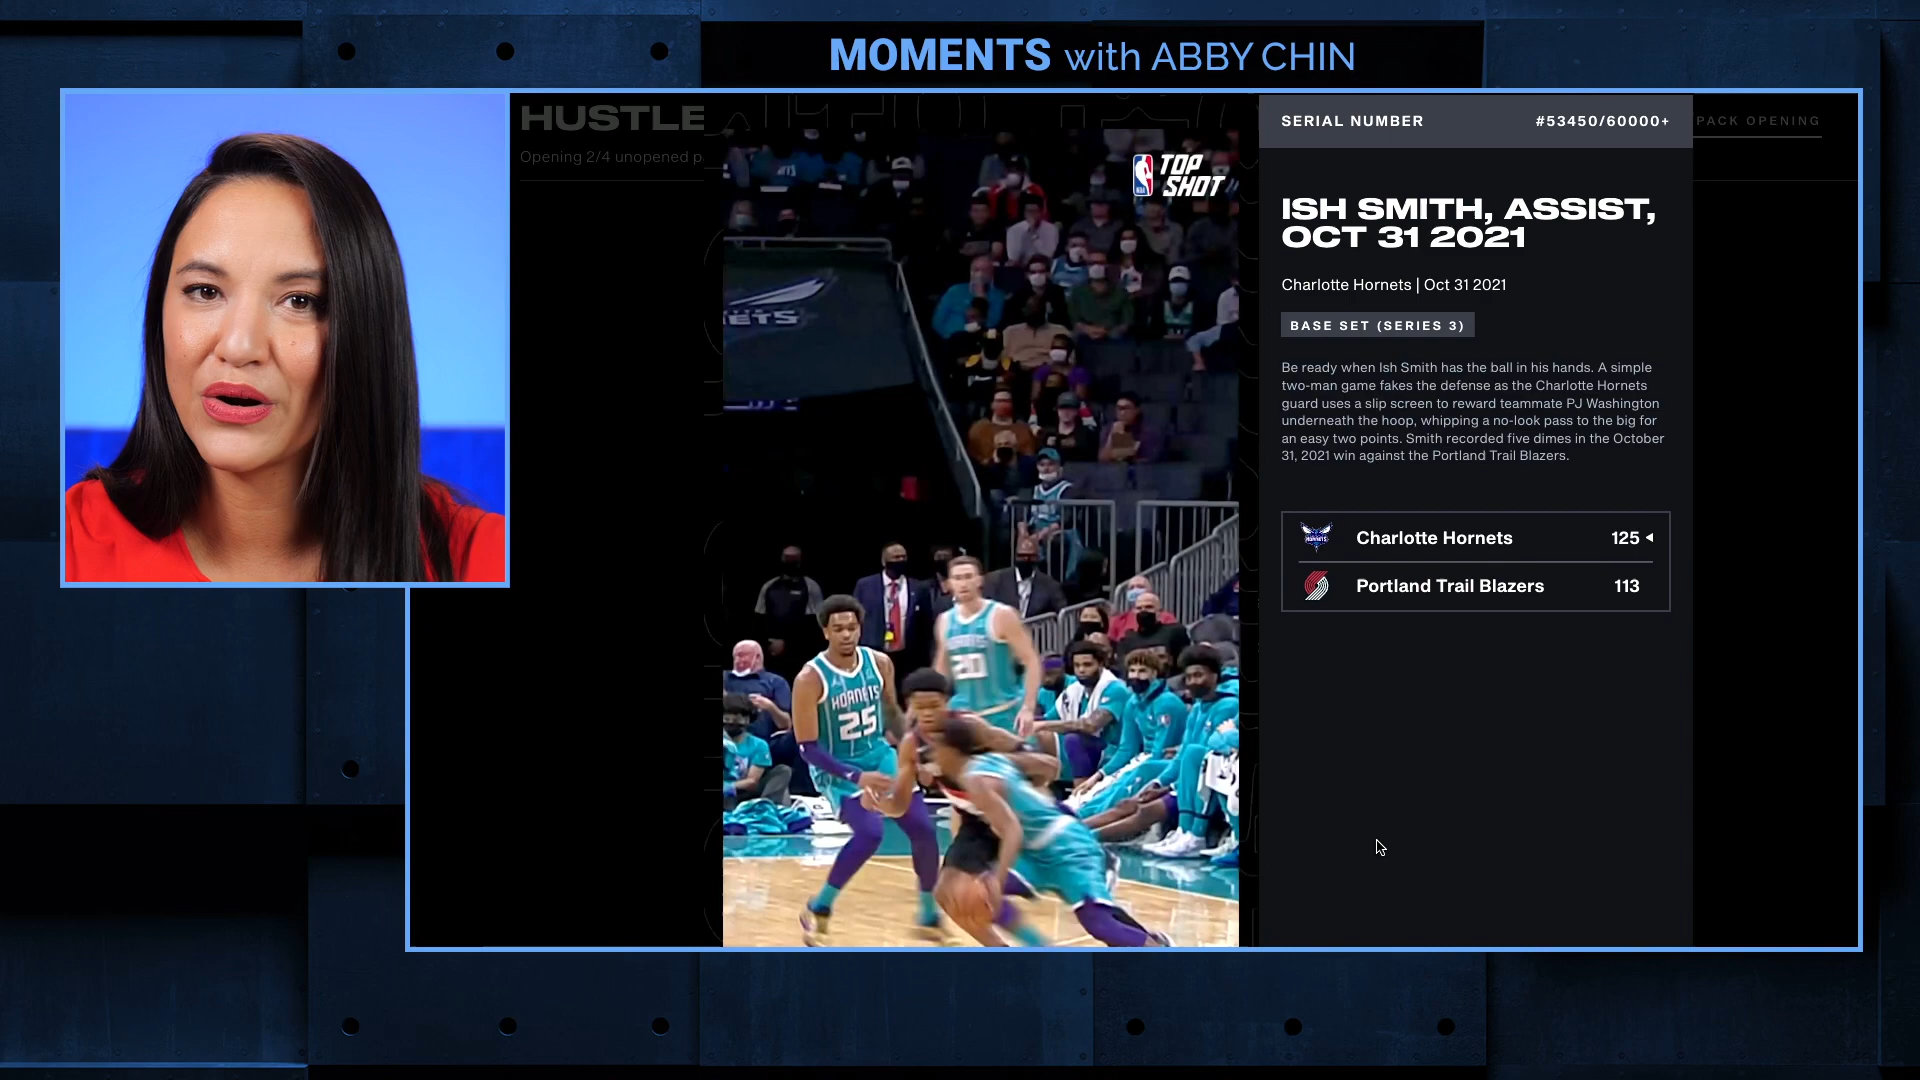 MOMENTS with ABBY CHIN
HUSTLE
Opening 2/4 unopened p
TOP
SHOT
SERIAL NUMBER #53450/60000+
PACK OPENING
ISH SMITH, ASSIST,
OCT 31 2021
Charlotte Hornets | Oct 31 2021
BASE SET (SERIES 3)
Be ready when Ish Smith has the ball in his hands. A simple
two-man game fakes the defense as the Charlotte Hornets
guard uses a slip screen to reward teammate PJ Washington
underneath the hoop, whipping a no-look pass to the big for
an easy two points. Smith recorded five dimes in the October
31, 2021 win against the Portland Trail Blazers.
Charlotte Hornets 125
Portland Trail Blazers 113
HORNETS
25
20